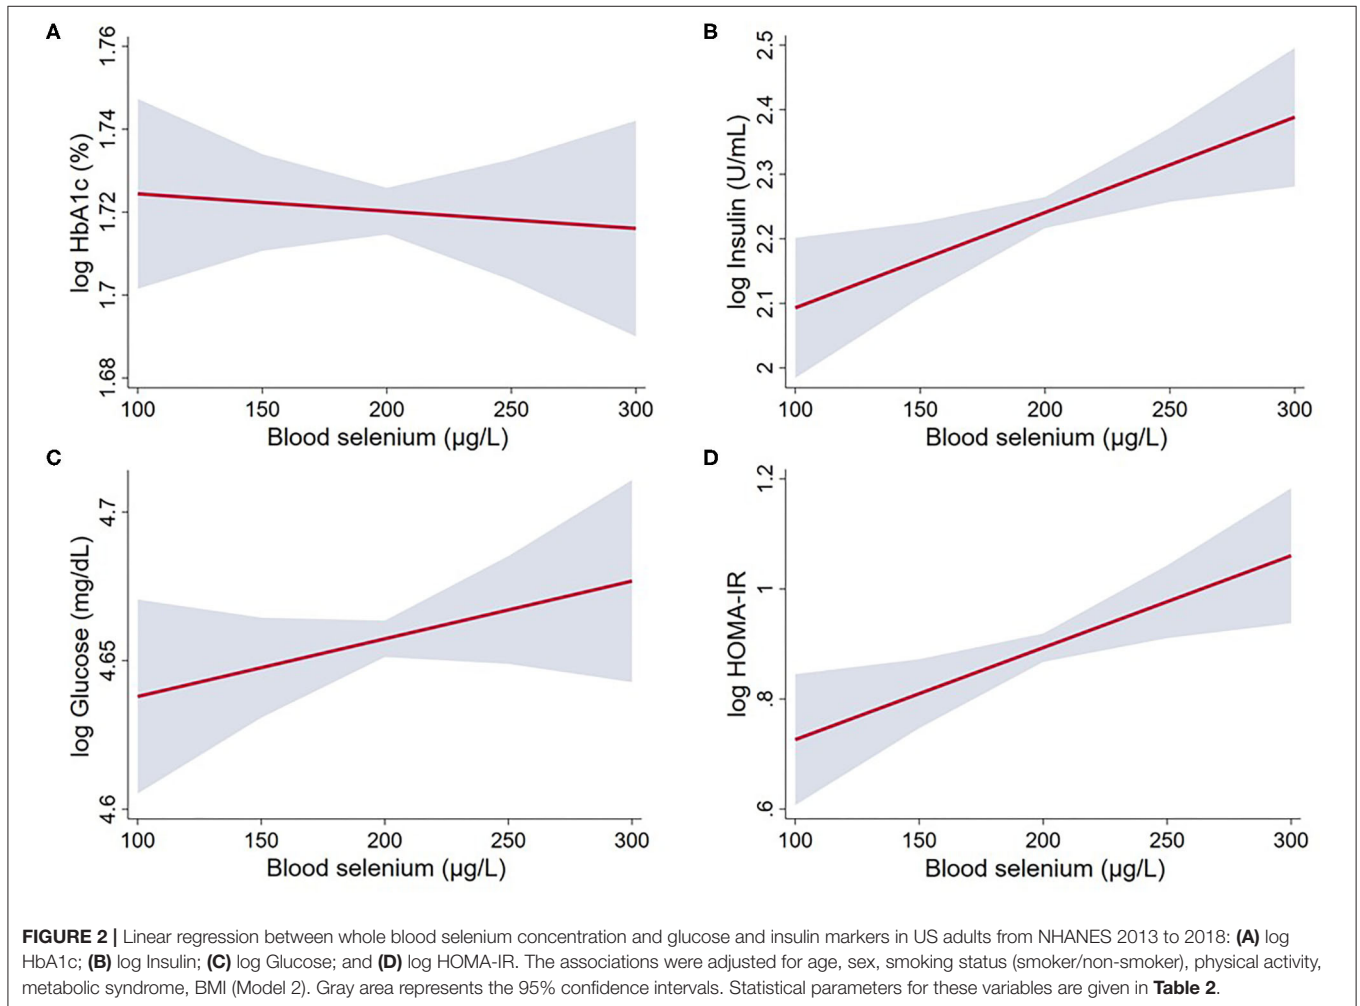 A
log HbA1c (%)
1.76
1.74
1.72
1.7
1.68
100 150 200 250 300
Blood selenium (µg/L)
B
log Insulin (U/mL)
2.5
2.4
2.3
2.2
2.1
2
100 150 200 250 300
Blood selenium (µg/L)
C
log Glucose (mg/dL)
4.7
4.65
4.6
100 150 200 250 300
Blood selenium (µg/L)
D
log HOMA-IR
1.2
1
.8
.6
100 150 200 250 300
Blood selenium (µg/L)
FIGURE 2 | Linear regression between whole blood selenium concentration and glucose and insulin markers in US adults from NHANES 2013 to 2018: (A) log
HbA1c; (B) log Insulin; (C) log Glucose; and (D) log HOMA-IR. The associations were adjusted for age, sex, smoking status (smoker/non-smoker), physical activity,
metabolic syndrome, BMI (Model 2). Gray area represents the 95% confidence intervals. Statistical parameters for these variables are given in Table 2.